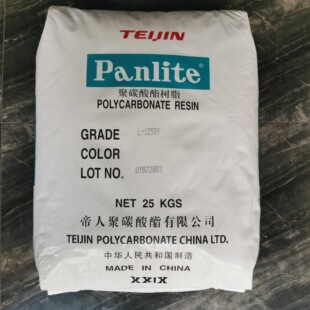 TEIJIN
Panlite®
聚碳酸酯树脂
POLYCARBONATE RESIN
GRADE L-1250Y
COLOR
LOT NO. OYB22801
NET 25 KGS
帝人聚碳酸酯有限公司
TEIJIN POLYCARBONATE CHINA LTD.
中华人民共和国制造
MADE IN CHINA
XXIX